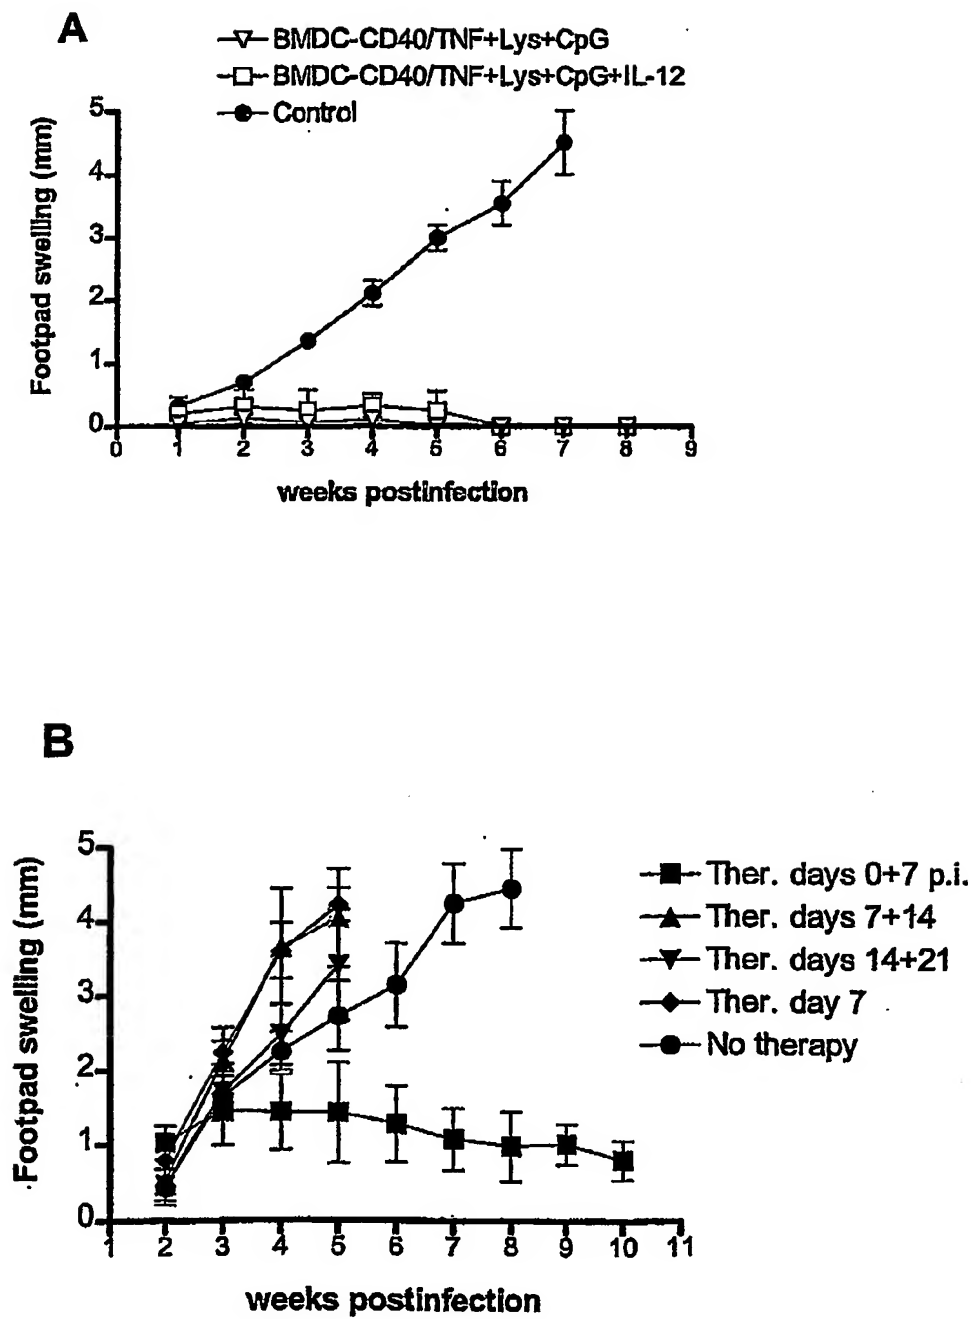 A
BMDC-CD40/TNF+Lys+CpG
BMDC-CD40/TNF+Lys+CpG+IL-12
Control
Footpad swelling (mm)
5
4
3
2
1
0
0 1 2 3 4 5 6 7 8 9
weeks postinfection
B
Footpad swelling (mm)
5
4
3
2
1
0
1 2 3 4 5 6 7 8 9 10 11
weeks postinfection
Ther. days 0+7 p.i.
Ther. days 7+14
Ther. days 14+21
Ther. day 7
No therapy